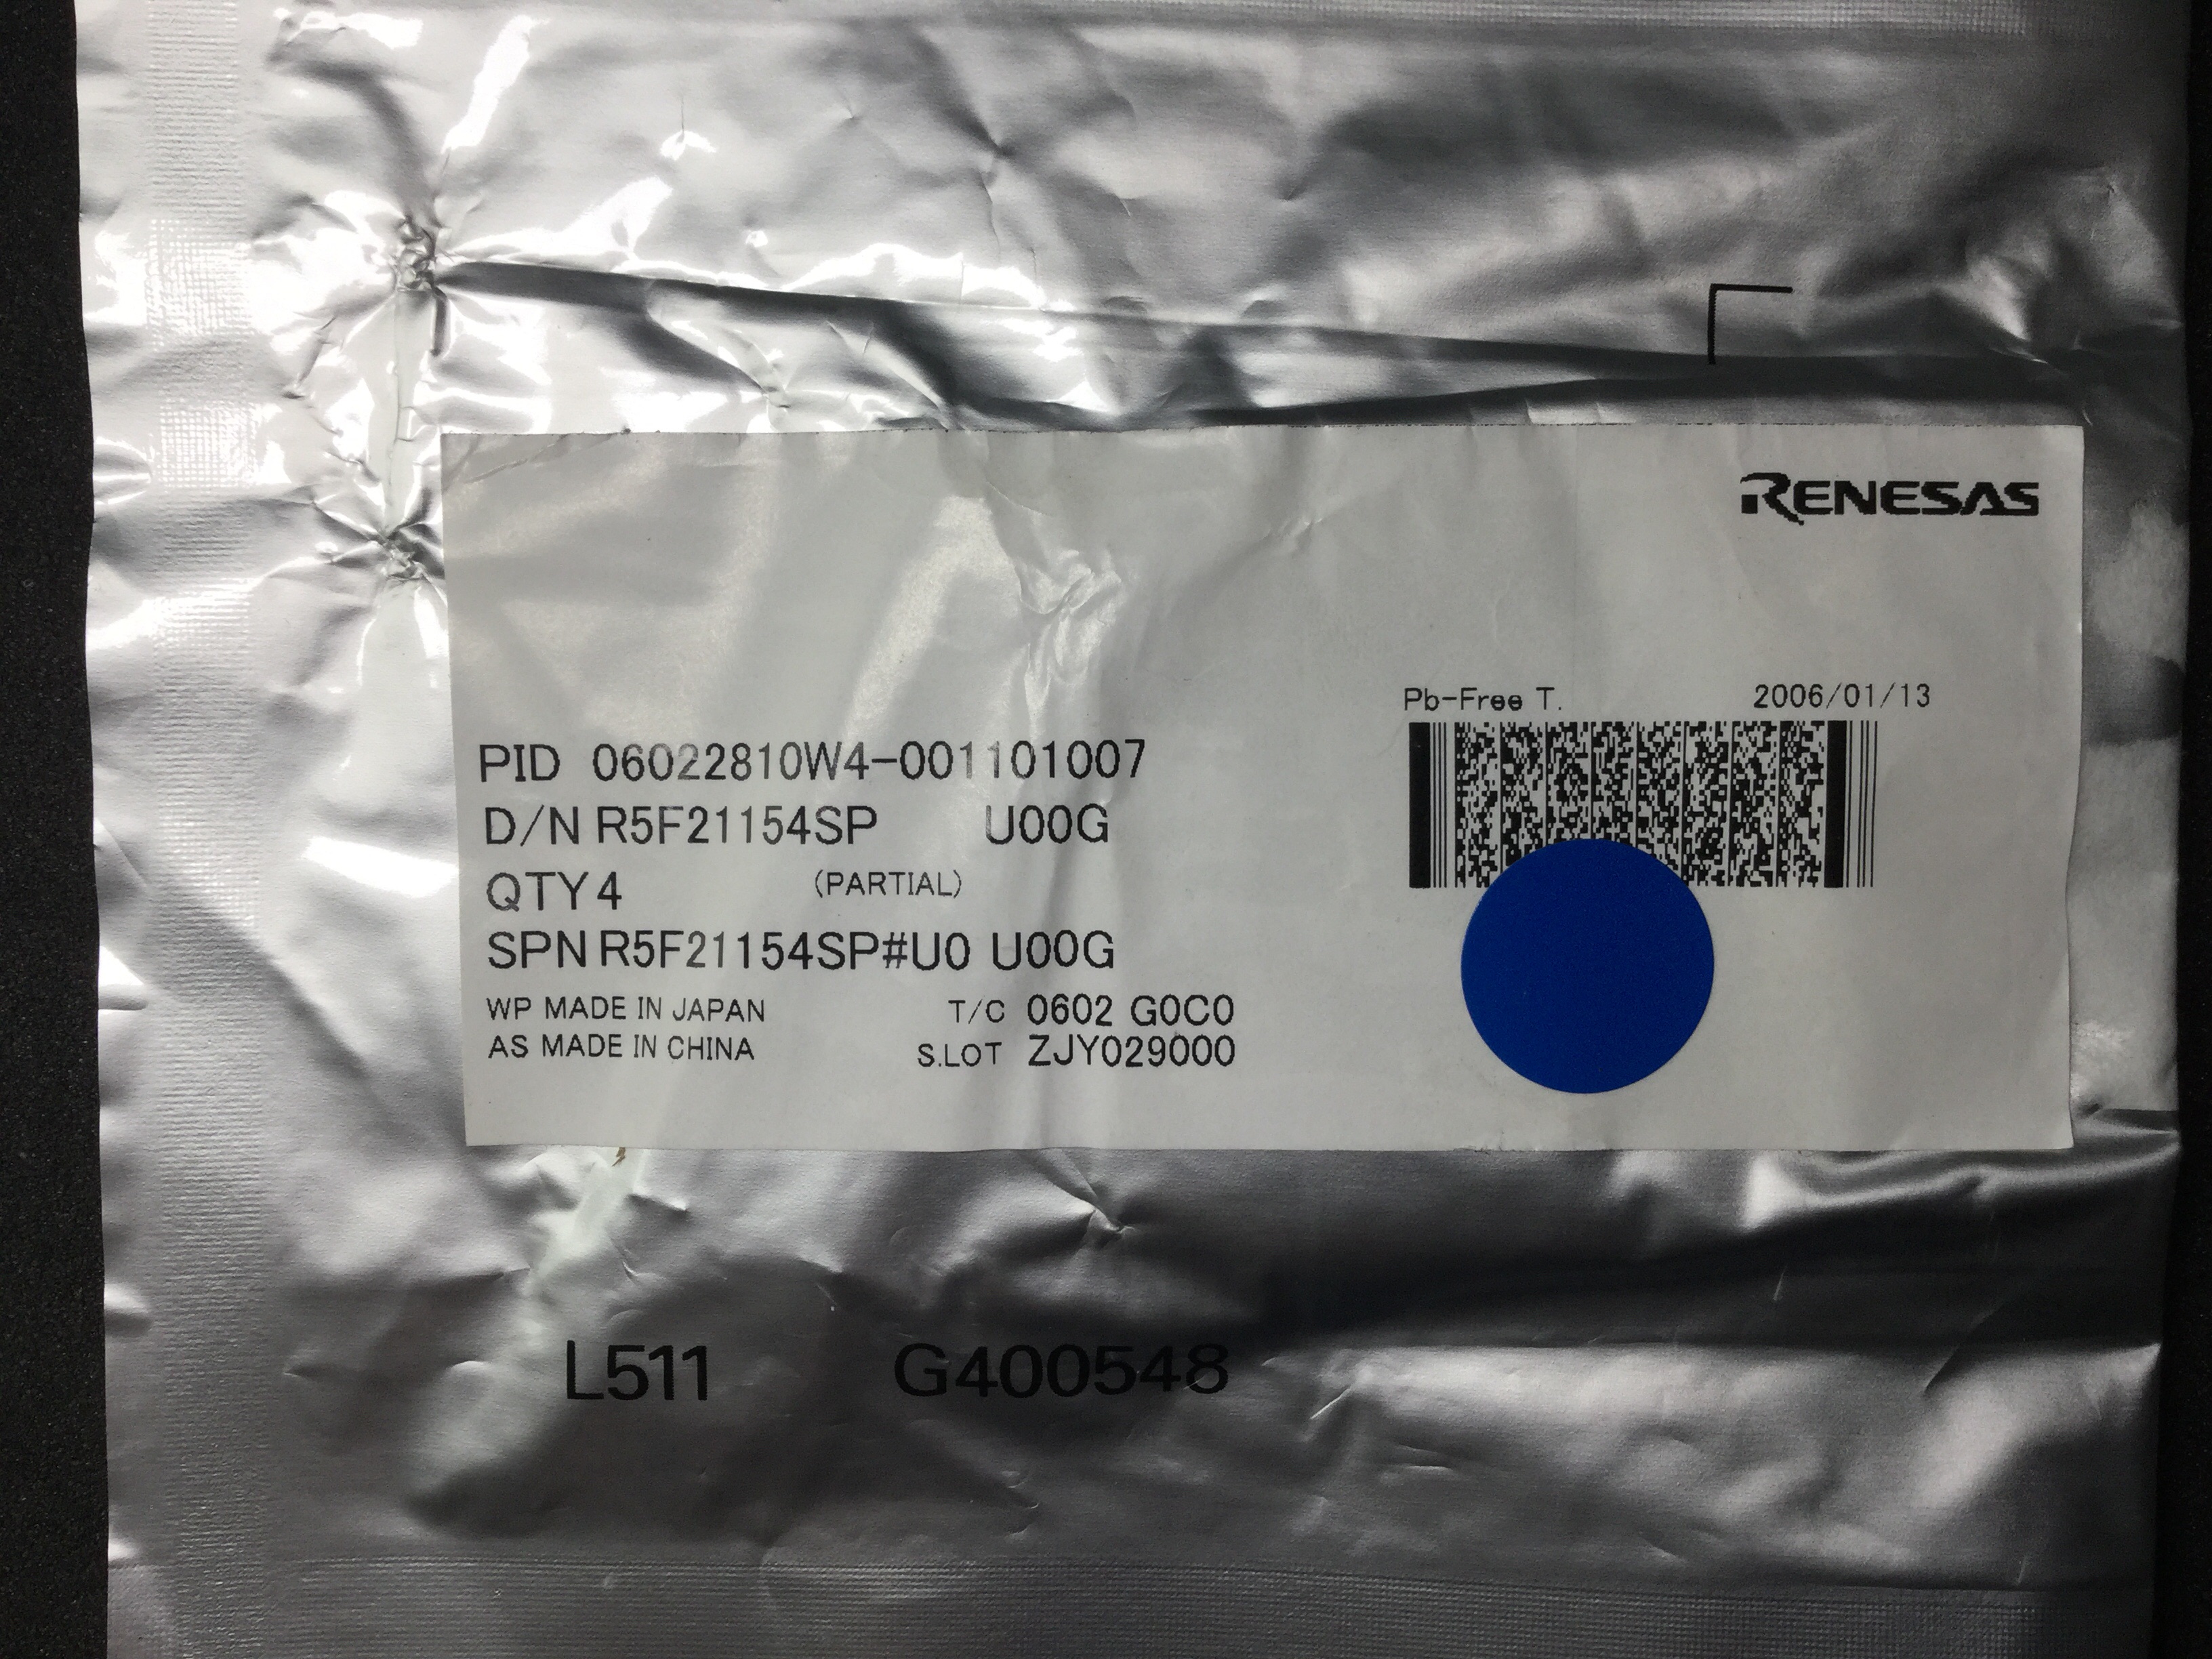 RENESAS
Pb-Free T. 2006/01/13
PID 06022810W4-001101007
D/N R5F21154SP U00G
QTY 4 (PARTIAL)
SPN R5F21154SP#U0 U00G
WP MADE IN JAPAN T/C 0602 G0C0
AS MADE IN CHINA S.LOT ZJY029000
L511 G400548